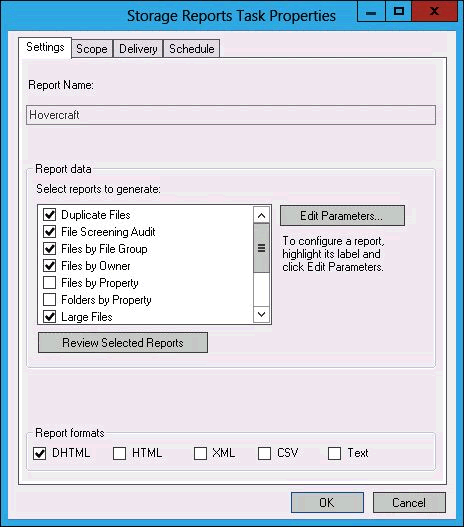 Storage Reports Task Properties
Settings Scope Delivery Schedule
Report Name:
Hovercraft
Report data
Select reports to generate:
Duplicate Files
File Screening Audit
Files by File Group
Files by Owner
Files by Property
Folders by Property
Large Files
Edit Parameters...
To configure a report,
highlight its label and
click Edit Parameters.
Review Selected Reports
Report formats
DHTML HTML XML CSV Text
OK Cancel